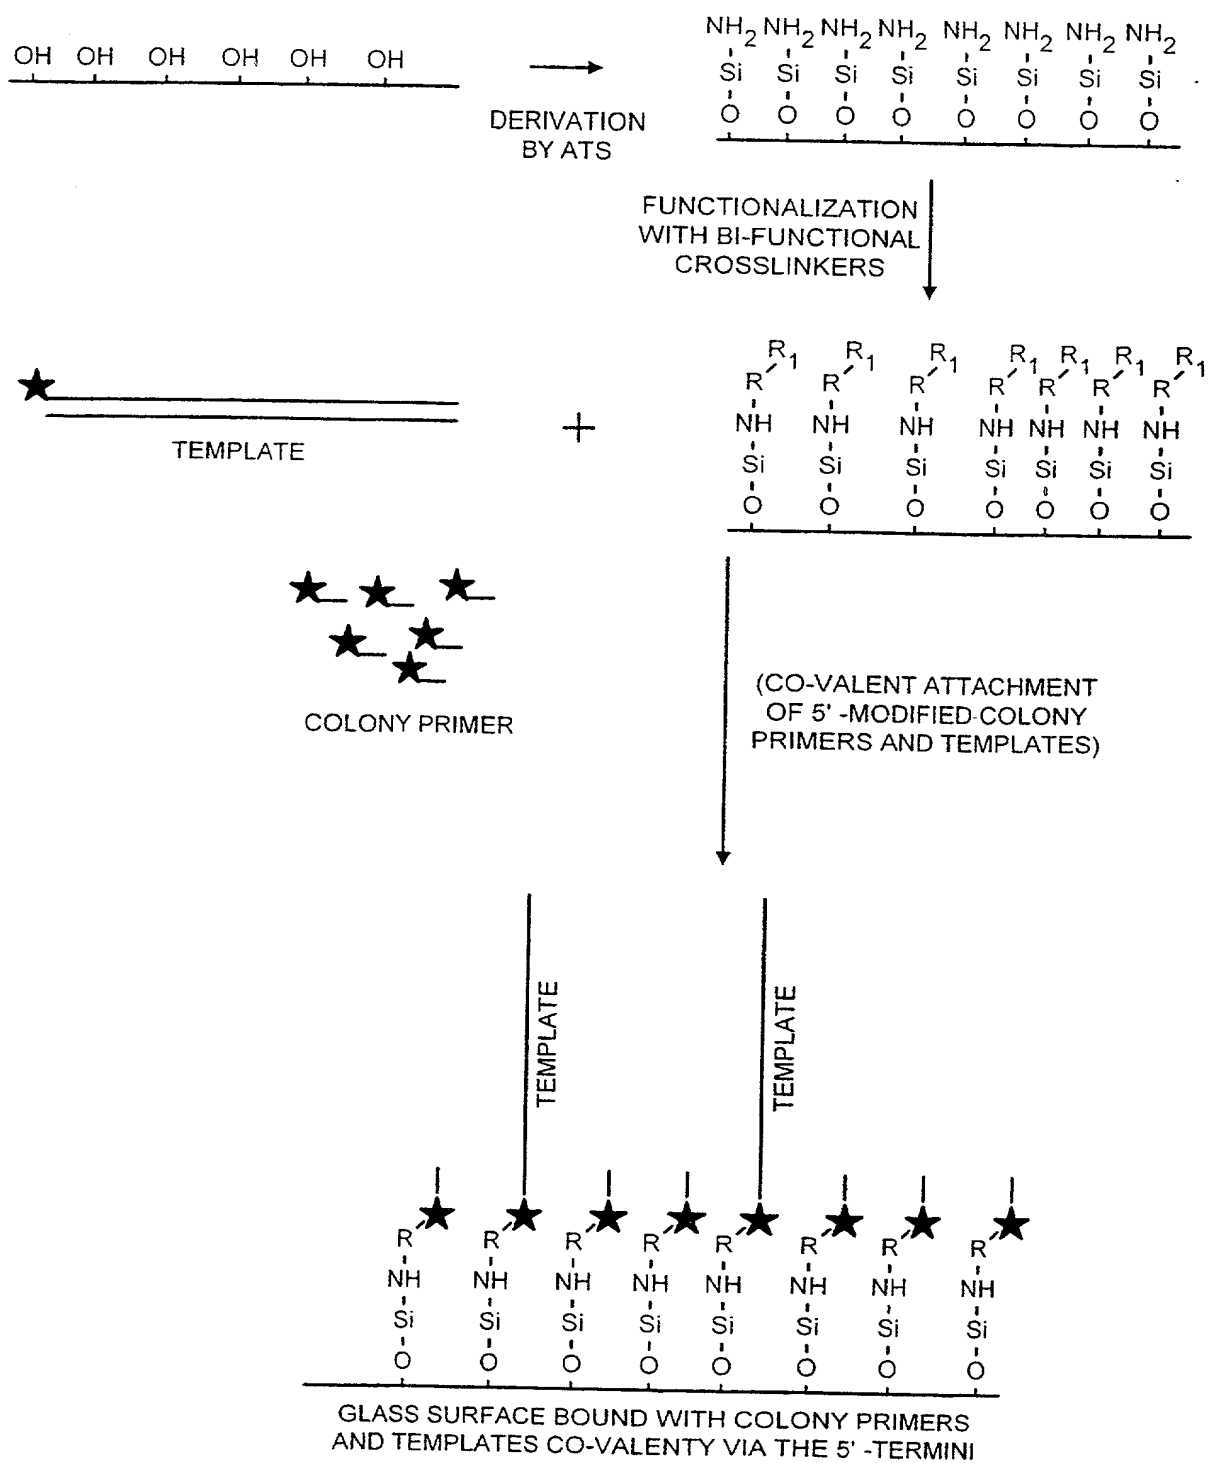 OH OH OH OH OH OH
DERIVATION
BY ATS
NH2 NH2 NH2 NH2 NH2 NH2 NH2 NH2
Si Si Si Si Si Si Si Si
O O O O O O O O
FUNCTIONALIZATION
WITH BI-FUNCTIONAL
CROSSLINKERS
TEMPLATE
+
R1 R1 R1 R1 R1 R1 R1
R R R R R R R
NH NH NH NH NH NH NH
Si Si Si Si Si Si Si
O O O O O O O
COLONY PRIMER
(CO-VALENT ATTACHMENT
OF 5' -MODIFIED-COLONY
PRIMERS AND TEMPLATES)
TEMPLATE
TEMPLATE
R R R R R R R R
NH NH NH NH NH NH NH NH
Si Si Si Si Si Si Si Si
O O O O O O O O
GLASS SURFACE BOUND WITH COLONY PRIMERS
AND TEMPLATES CO-VALENTY VIA THE 5' -TERMINI